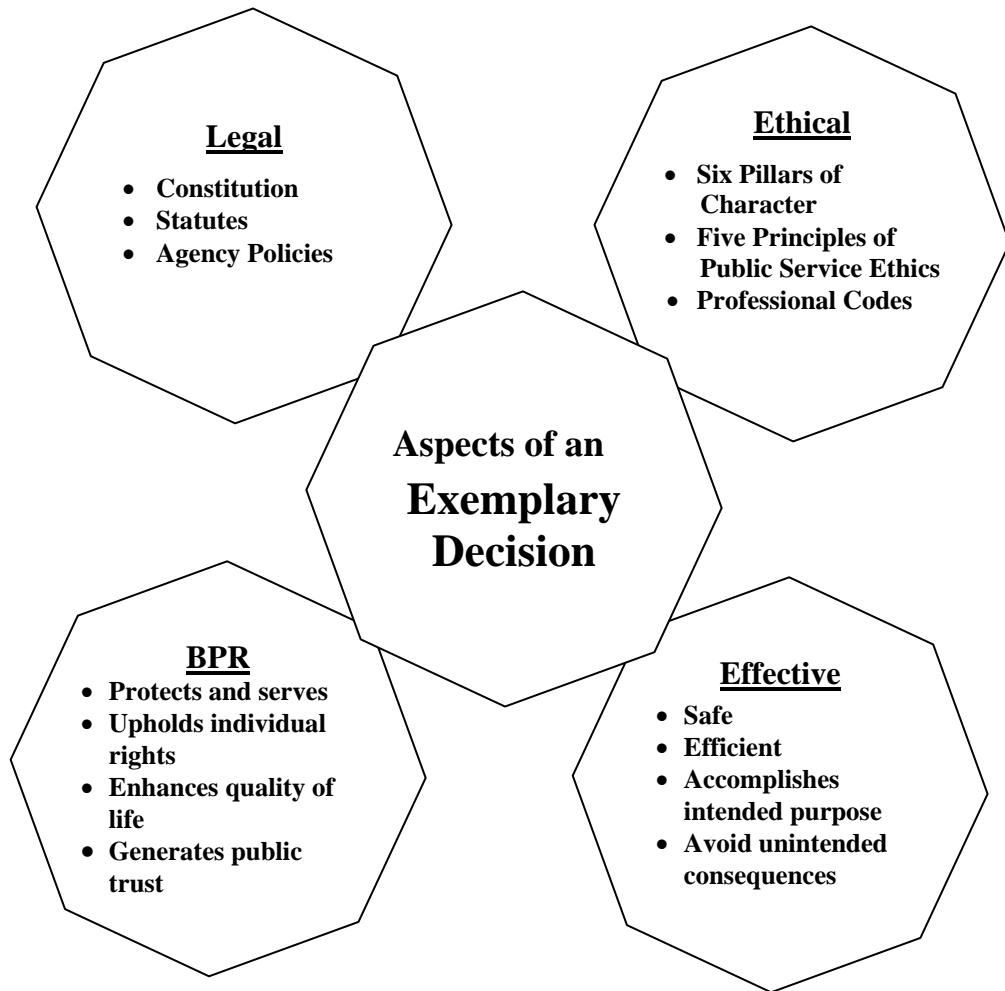 Legal
• Constitution
• Statutes
• Agency Policies
Ethical
• Six Pillars of
Character
• Five Principles of
Public Service Ethics
• Professional Codes
Aspects of an
Exemplary
Decision
BPR
• Protects and serves
• Upholds individual
rights
• Enhances quality of
life
• Generates public
trust
Effective
• Safe
• Efficient
• Accomplishes
intended purpose
• Avoid unintended
consequences